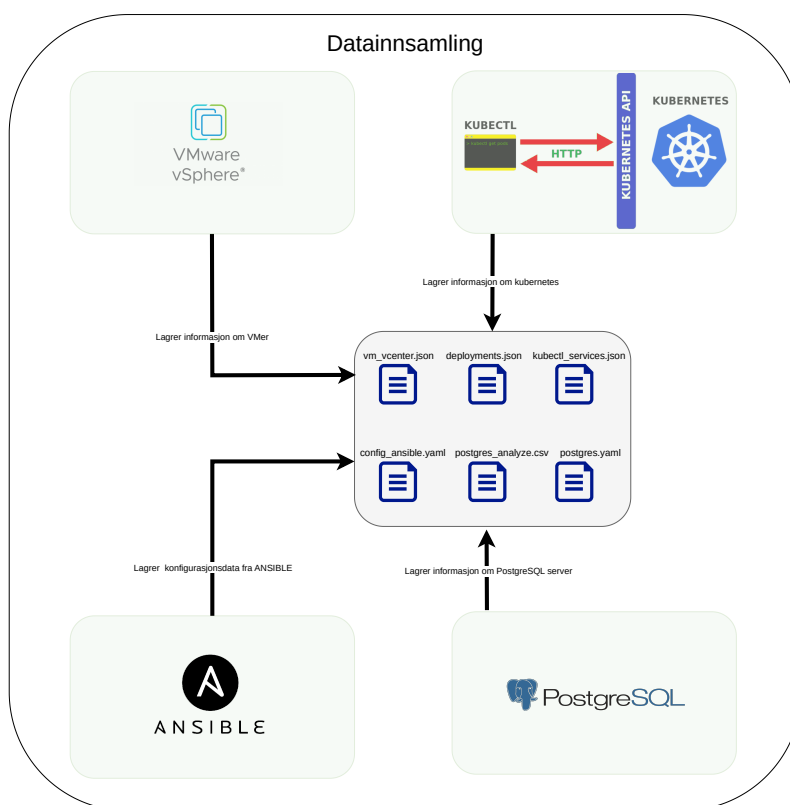 Datainnsamling
VMware
vSphere®
KUBECTL
HTTP
KUBERNETES API
KUBERNETES
Lagrer informasjon om kubernetes
Lagrer informasjon om VMer
vm_vcenter.json
deployments.json
kubectl_services.json
config_ansible.yaml
postgres_analyze.csv
postgres.yaml
Lagrer konfigurasjonsdata fra ANSIBLE
Lagrer informasjon om PostgreSQL server
ANSIBLE
PostgreSQL